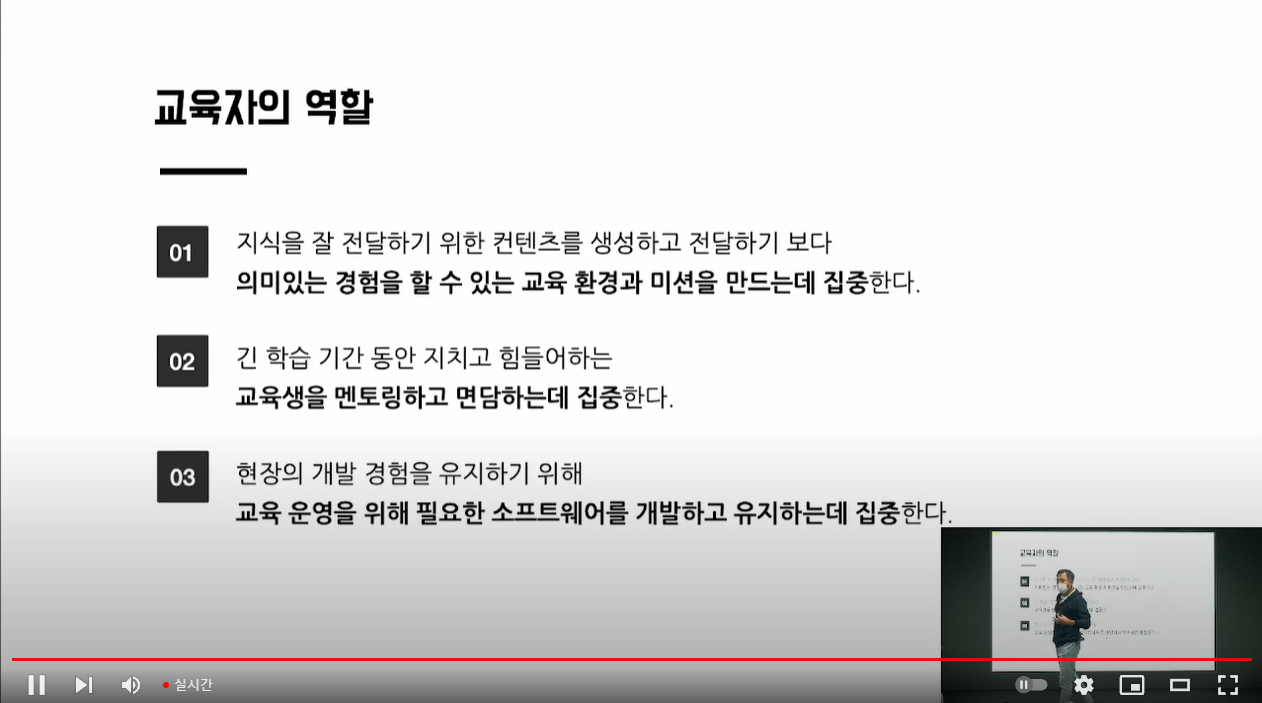 교육자의 역할
01
지식을 잘 전달하기 위한 컨텐츠를 생성하고 전달하기 보다
의미있는 경험을 할 수 있는 교육 환경과 미션을 만드는데 집중한다.
02
긴 학습 기간 동안 지치고 힘들어하는
교육생을 멘토링하고 면담하는데 집중한다.
03
현장의 개발 경험을 유지하기 위해
교육 운영을 위해 필요한 소프트웨어를 개발하고 유지하는데 집중한다.
교육자의 역할
실시간